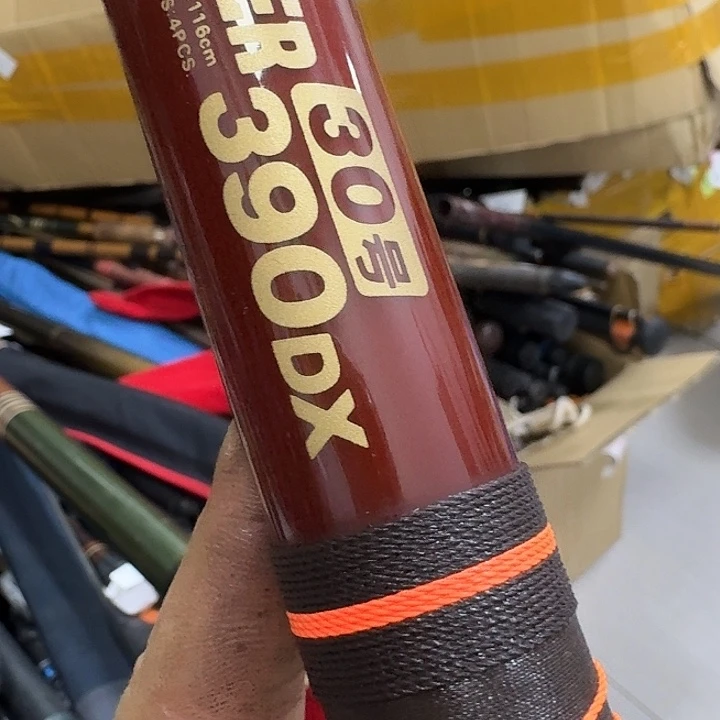 116cm
S:4PCS.
ER 390DX
30号